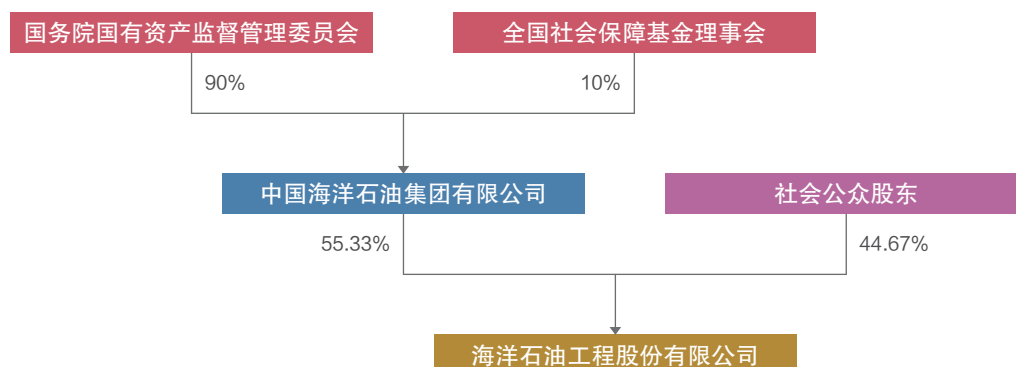 国务院国有资产监督管理委员会
全国社会保障基金理事会
90%
10%
中国海洋石油集团有限公司
社会公众股东
55.33%
44.67%
海洋石油工程股份有限公司